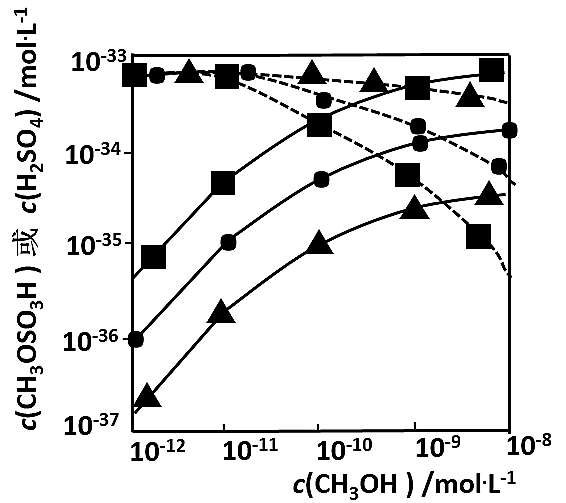 c(CH₃OSO₃H ) 或 c(H₂SO₄) /mol·L⁻¹
10⁻³³
10⁻³⁴
10⁻³⁵
10⁻³⁶
10⁻³⁷
10⁻¹² 10⁻¹¹ 10⁻¹⁰ 10⁻⁹ 10⁻⁸
c(CH₃OH ) /mol·L⁻¹